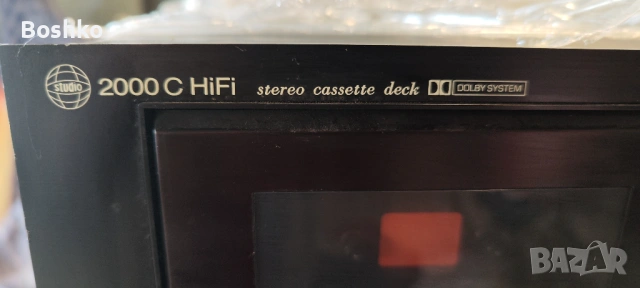 Boshko
studio 2000 C HiFi stereo cassette deck DOLBY SYSTEM
BAZAR